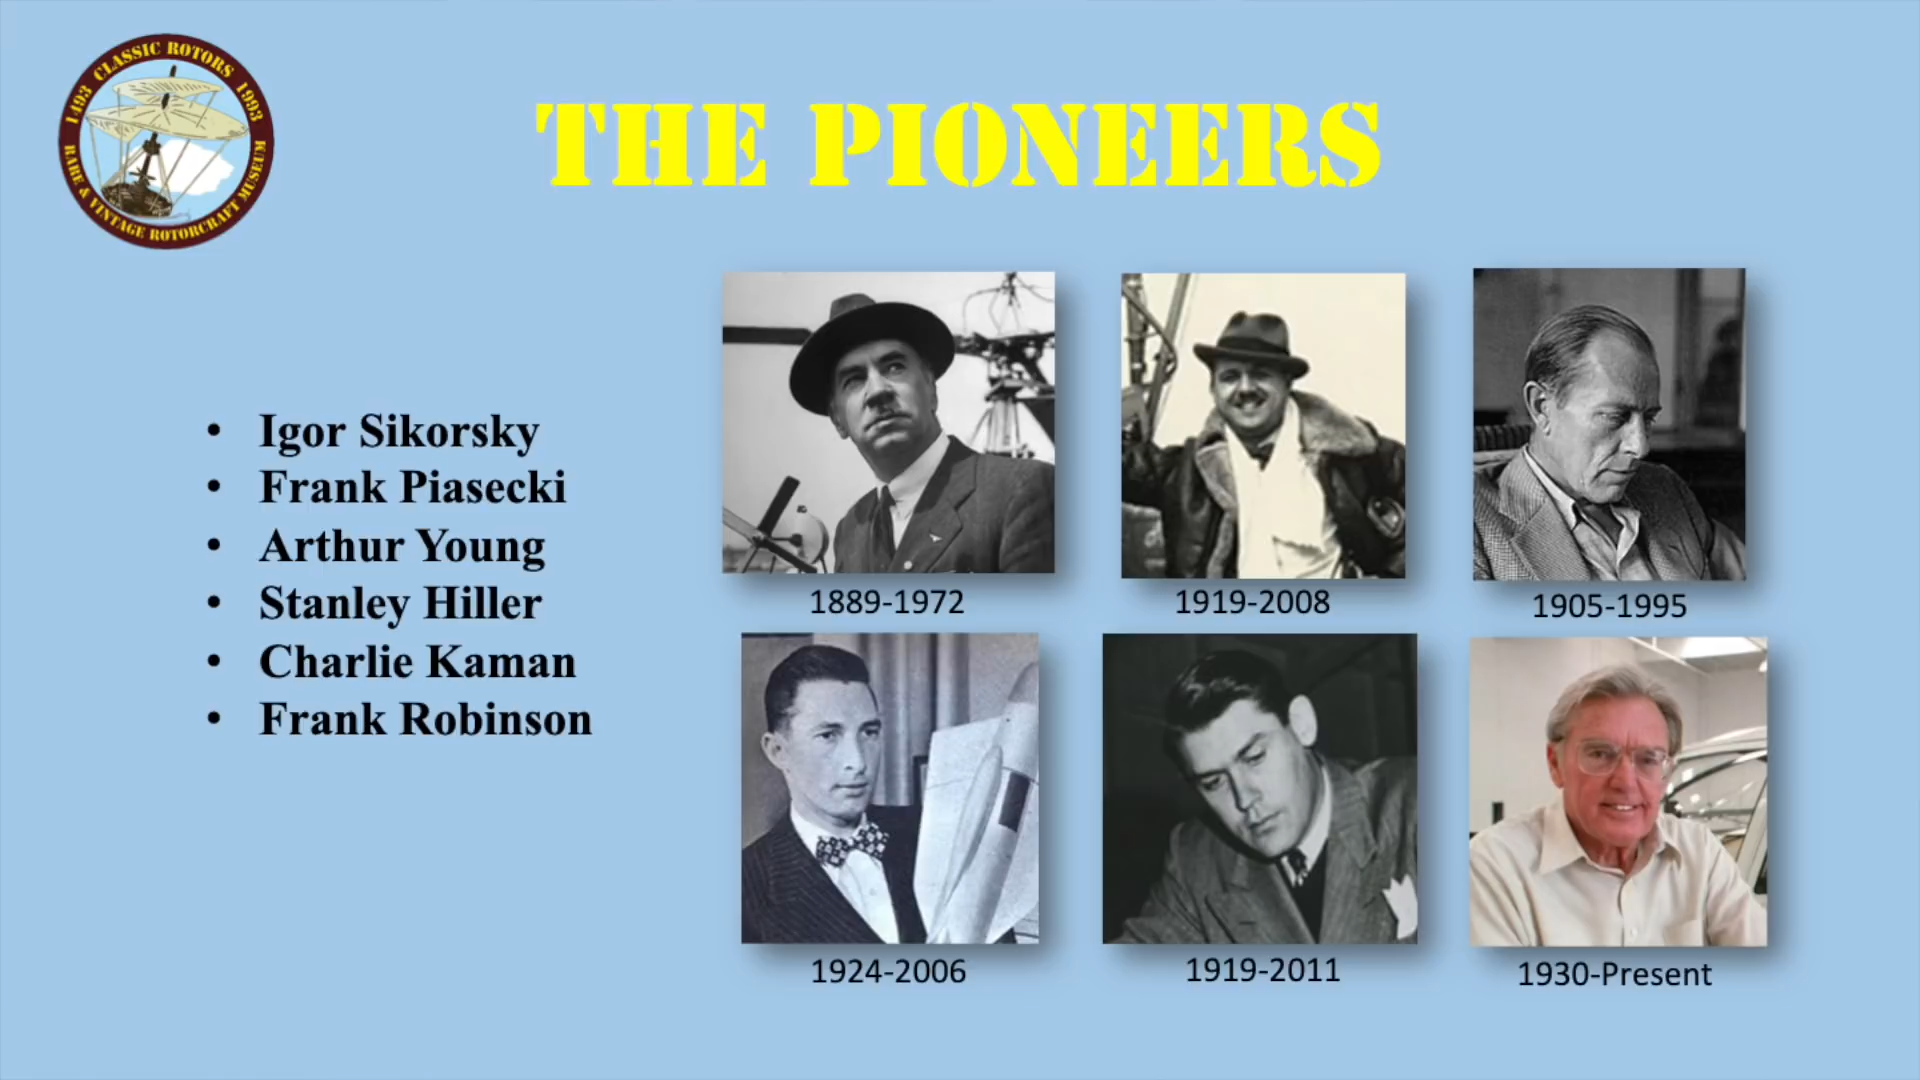 1493 CLASSIC ROTORS 1993
RARE & VINTAGE ROTORCRAFT MUSEUM
THE PIONEERS
• Igor Sikorsky
• Frank Piasecki
• Arthur Young
• Stanley Hiller
• Charlie Kaman
• Frank Robinson
1889-1972
1919-2008
1905-1995
1924-2006
1919-2011
1930-Present